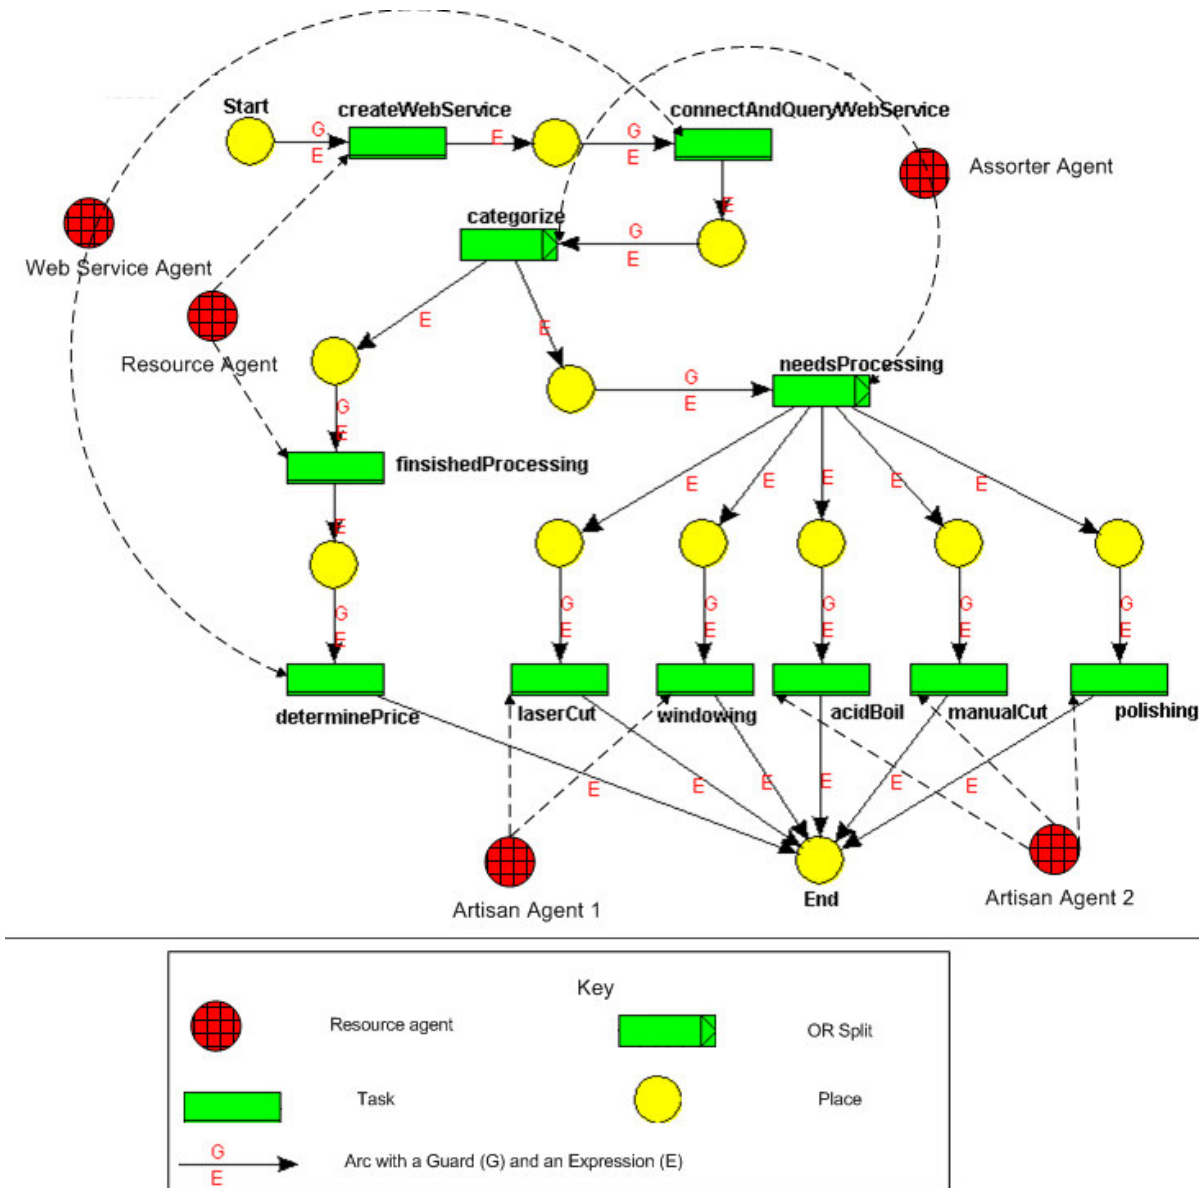 Start
createWebService
connectAndQueryWebService
G
E
E
G
E
Assorter Agent
E
categorize
G
E
Web Service Agent
Resource Agent
E
E
needsProcessing
G
E
G
E
finsishedProcessing
E
E
E
E
E
E
G
E
G
E
G
E
G
E
G
E
G
E
determinePrice
laserCut
windowing
acidBoil
manualCut
polishing
E
E
E
E
E
E
Artisan Agent 1
End
Artisan Agent 2
Key
Resource agent
OR Split
Task
Place
G
E
Arc with a Guard (G) and an Expression (E)